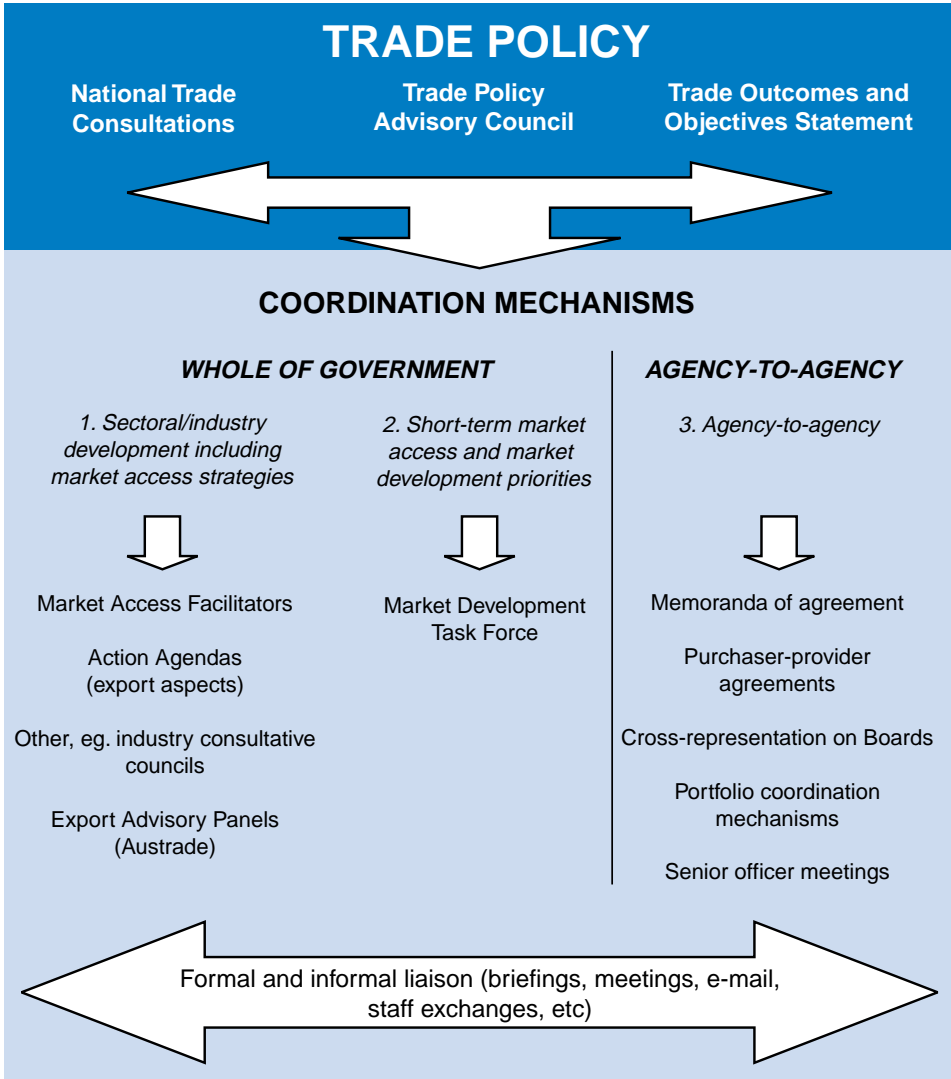 TRADE POLICY
National Trade
Consultations
Trade Policy
Advisory Council
Trade Outcomes and
Objectives Statement
COORDINATION MECHANISMS
WHOLE OF GOVERNMENT
1. Sectoral/industry
development including
market access strategies
Market Access Facilitators
Action Agendas
(export aspects)
Other, eg. industry consultative
councils
Export Advisory Panels
(Austrade)
2. Short-term market
access and market
development priorities
Market Development
Task Force
AGENCY-TO-AGENCY
3. Agency-to-agency
Memoranda of agreement
Purchaser-provider
agreements
Cross-representation on Boards
Portfolio coordination
mechanisms
Senior officer meetings
Formal and informal liaison (briefings, meetings, e-mail,
staff exchanges, etc)